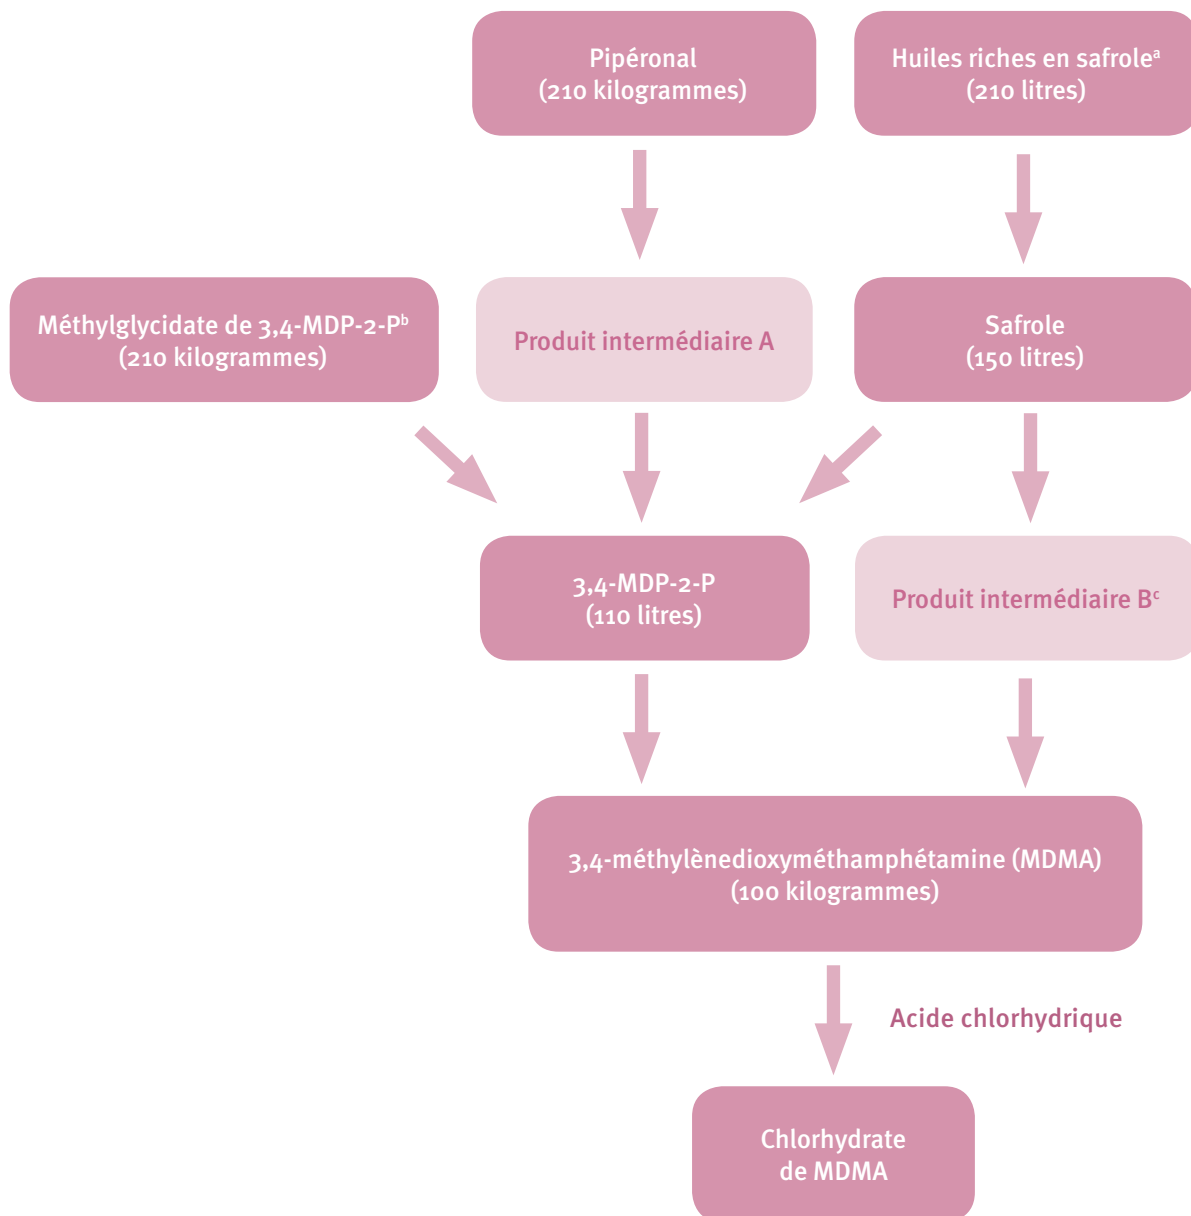 Pipéronal
(210 kilogrammes)
Huiles riches en safroleᵃ
(210 litres)
Méthylglycidate de 3,4-MDP-2-Pᵇ
(210 kilogrammes)
Produit intermédiaire A
Safrole
(150 litres)
3,4-MDP-2-P
(110 litres)
Produit intermédiaire Bᶜ
3,4-méthylènedioxyméthamphétamine (MDMA)
(100 kilogrammes)
Acide chlorhydrique
Chlorhydrate
de MDMA